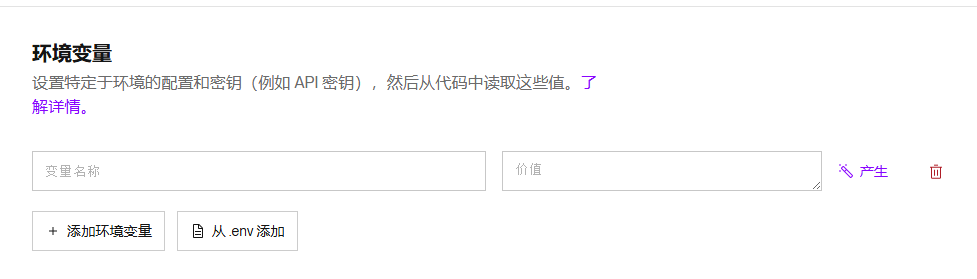 环境变量
设置特定于环境的配置和密钥（例如 API 密钥），然后从代码中读取这些值。了
解详情。
变量名称 价值 产生
+ 添加环境变量 从 .env 添加